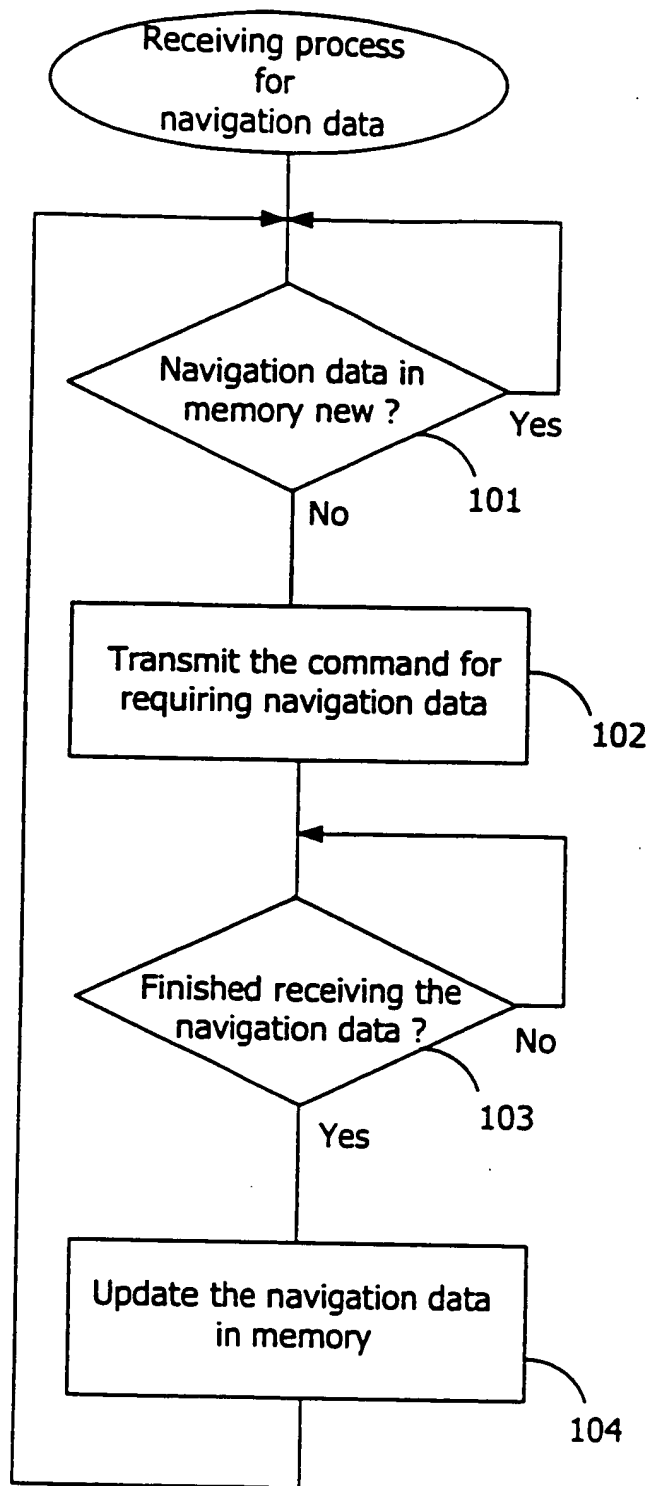 Receiving process
for
navigation data
Navigation data in
memory new ?
Yes
101
No
Transmit the command for
requiring navigation data
102
Finished receiving the
navigation data ?
No
103
Yes
Update the navigation data
in memory
104